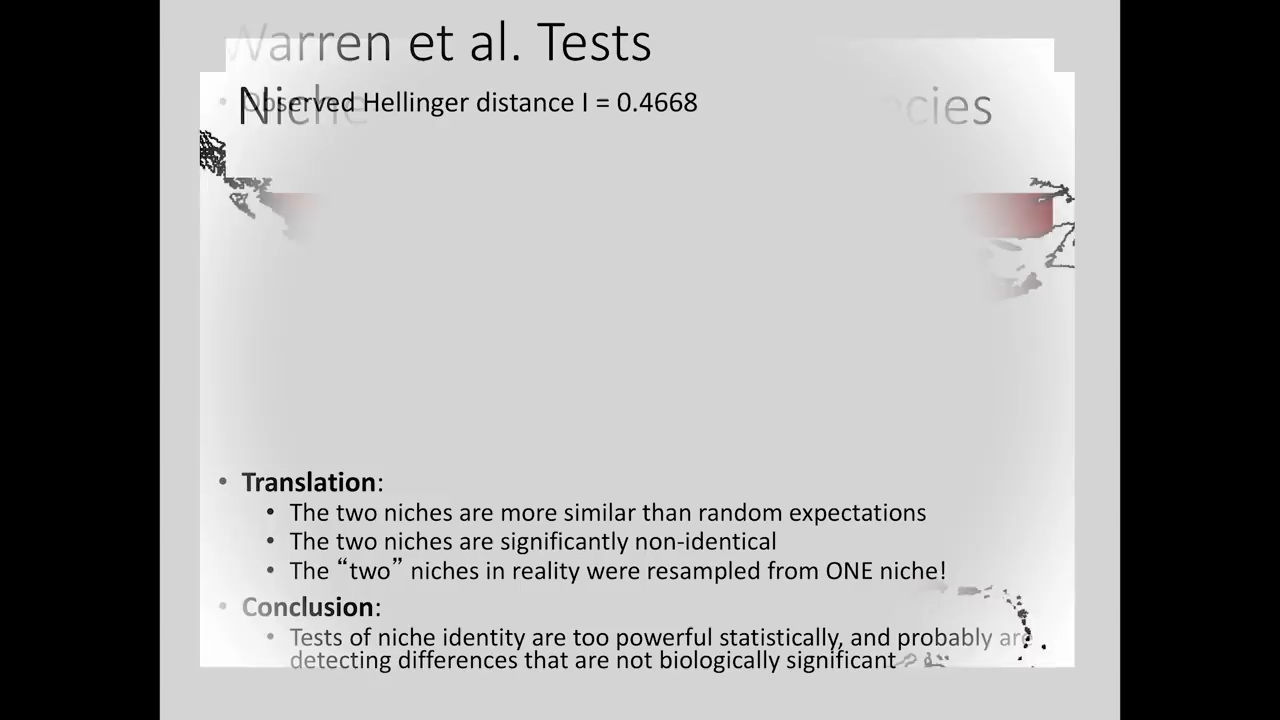 Warren et al. Tests
• Observed Hellinger distance I = 0.4668
Niche
• Translation:
• The two niches are more similar than random expectations
• The two niches are significantly non-identical
• The “two” niches in reality were resampled from ONE niche!
• Conclusion:
• Tests of niche identity are too powerful statistically, and probably are
detecting differences that are not biologically significant